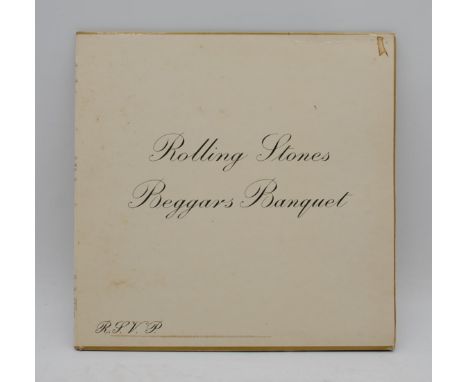 Rolling Stones
Beggars Banquet
R.S.V.P.